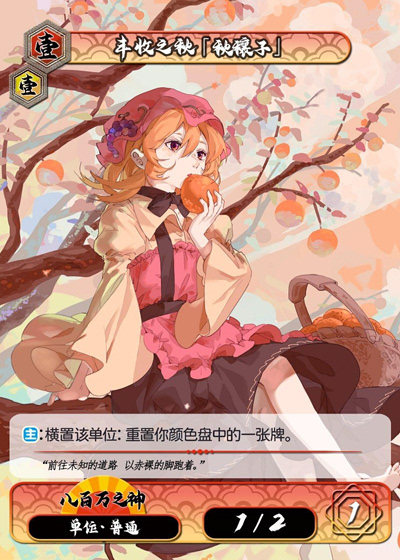 壹
丰收之秋「秋穰子」
壹
主:横置该单位:重置你颜色盘中的一张牌。
“前往未知的道路 以赤裸的脚跑着。”
八百万之神
单位·普通
1/2
1